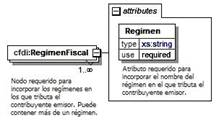 attributes
Regimen
type xs:string
use required
Atributo requerido para
incorporar el nombre del
régimen en el que tributa el
contribuyente emisor.
cfdi:RegimenFiscal
1..∞
Nodo requerido para
incorporar los regímenes en
los que tributa el
contribuyente emisor. Puede
contener más de un régimen.